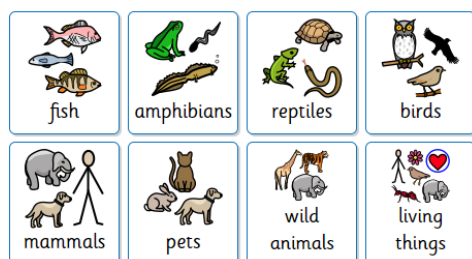 fish
amphibians
reptiles
birds
mammals
pets
wild
animals
living
things